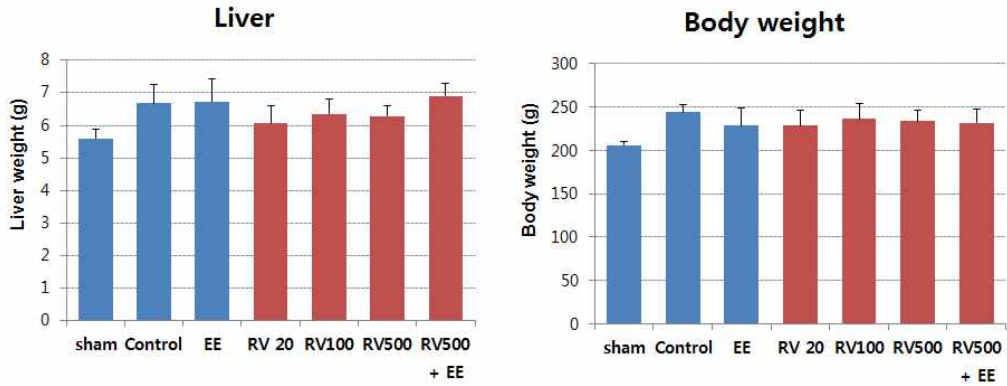 Liver
Liver weight (g)
8
7
6
5
4
3
2
1
0
sham Control EE RV 20 RV100 RV500 RV500
+ EE
Body weight
Body weight (g)
300
250
200
150
100
50
0
sham Control EE RV 20 RV100 RV500 RV500
+ EE